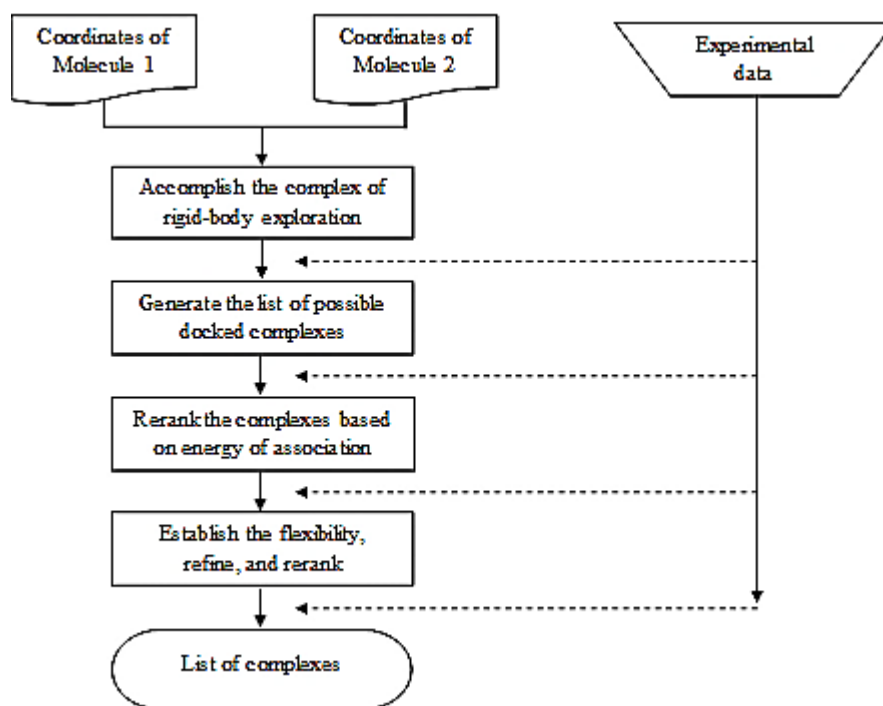 Coordinates of
Molecule 1
Coordinates of
Molecule 2
Experimental
data
Accomplish the complex of
rigid-body exploration
Generate the list of possible
docked complexes
Rerank the complexes based
on energy of association
Establish the flexibility,
refine, and rerank
List of complexes